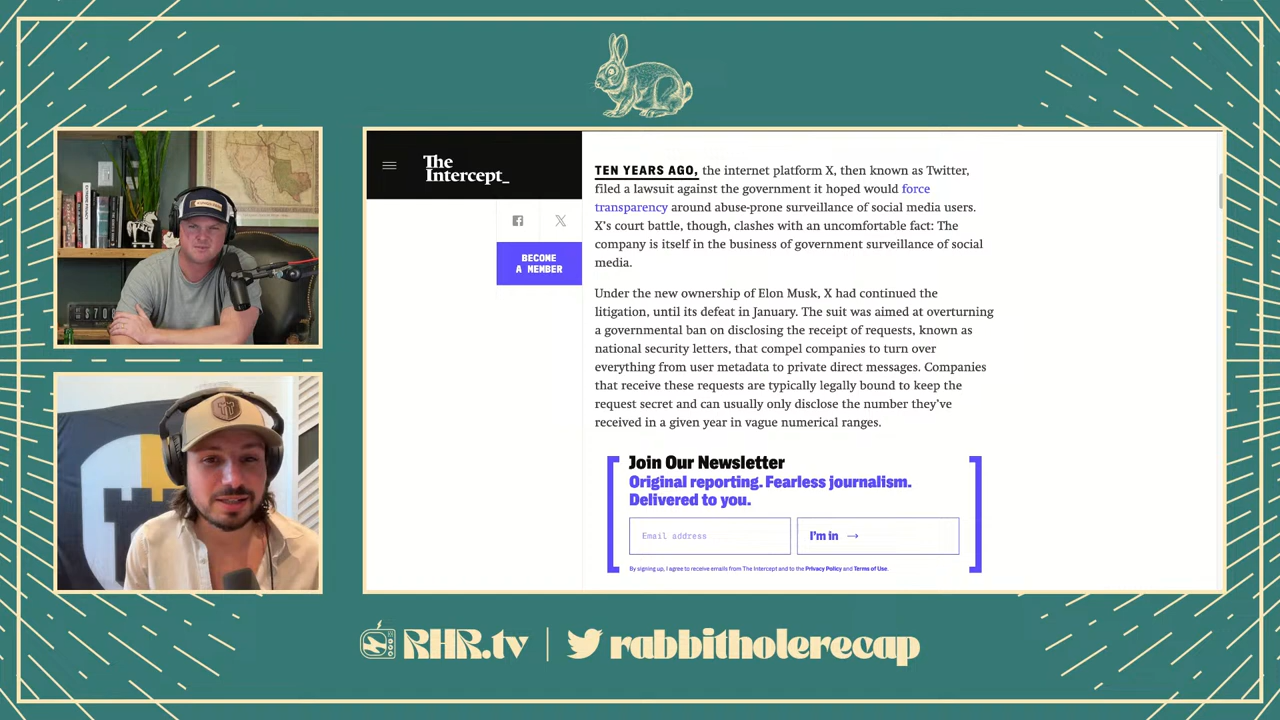 The
Intercept_
BECOME
A MEMBER
TEN YEARS AGO, the internet platform X, then known as Twitter,
filed a lawsuit against the government it hoped would force
transparency around abuse-prone surveillance of social media users.
X’s court battle, though, clashes with an uncomfortable fact: The
company is itself in the business of government surveillance of social
media.
Under the new ownership of Elon Musk, X had continued the
litigation, until its defeat in January. The suit was aimed at overturning
a governmental ban on disclosing the receipt of requests, known as
national security letters, that compel companies to turn over
everything from user metadata to private direct messages. Companies
that receive these requests are typically legally bound to keep the
request secret and can usually only disclose the number they’ve
received in a given year in vague numerical ranges.
Join Our Newsletter
Original reporting. Fearless journalism.
Delivered to you.
Email address
I’m in →
By signing up, I agree to receive emails from The Intercept and to the Privacy Policy and Terms of Use.
RHR.tv | rabbitholerecap